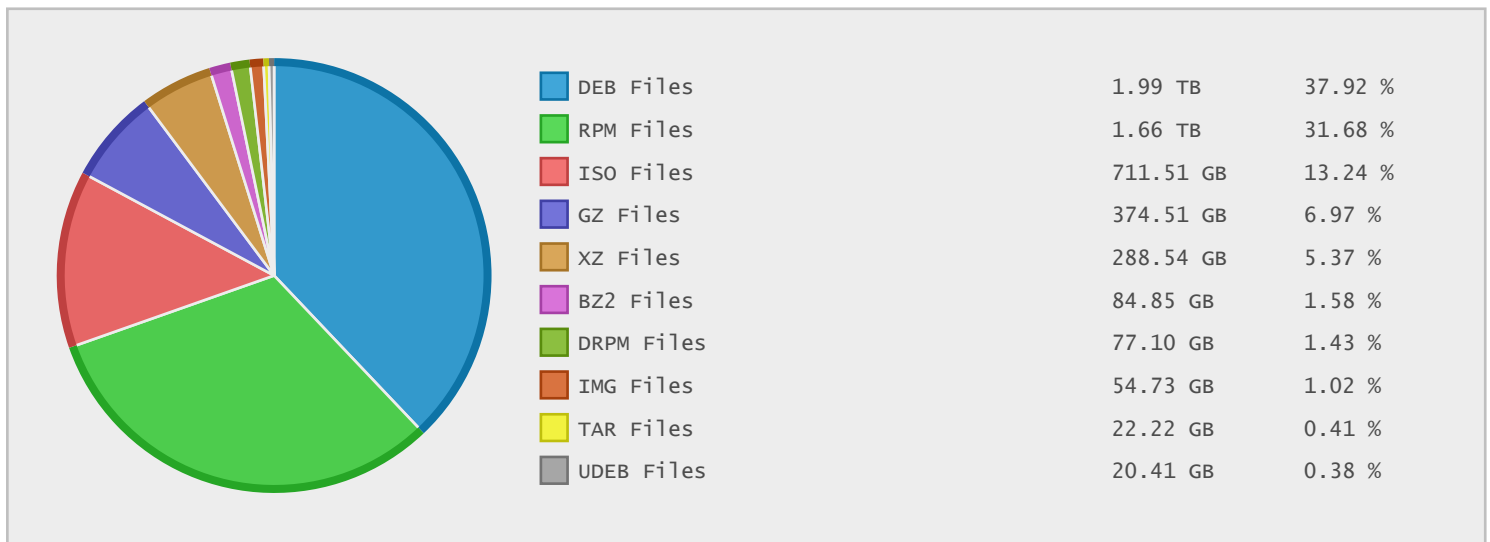 DEB Files 1.99 TB 37.92 %
RPM Files 1.66 TB 31.68 %
ISO Files 711.51 GB 13.24 %
GZ Files 374.51 GB 6.97 %
XZ Files 288.54 GB 5.37 %
BZ2 Files 84.85 GB 1.58 %
DRPM Files 77.10 GB 1.43 %
IMG Files 54.73 GB 1.02 %
TAR Files 22.22 GB 0.41 %
UDEB Files 20.41 GB 0.38 %